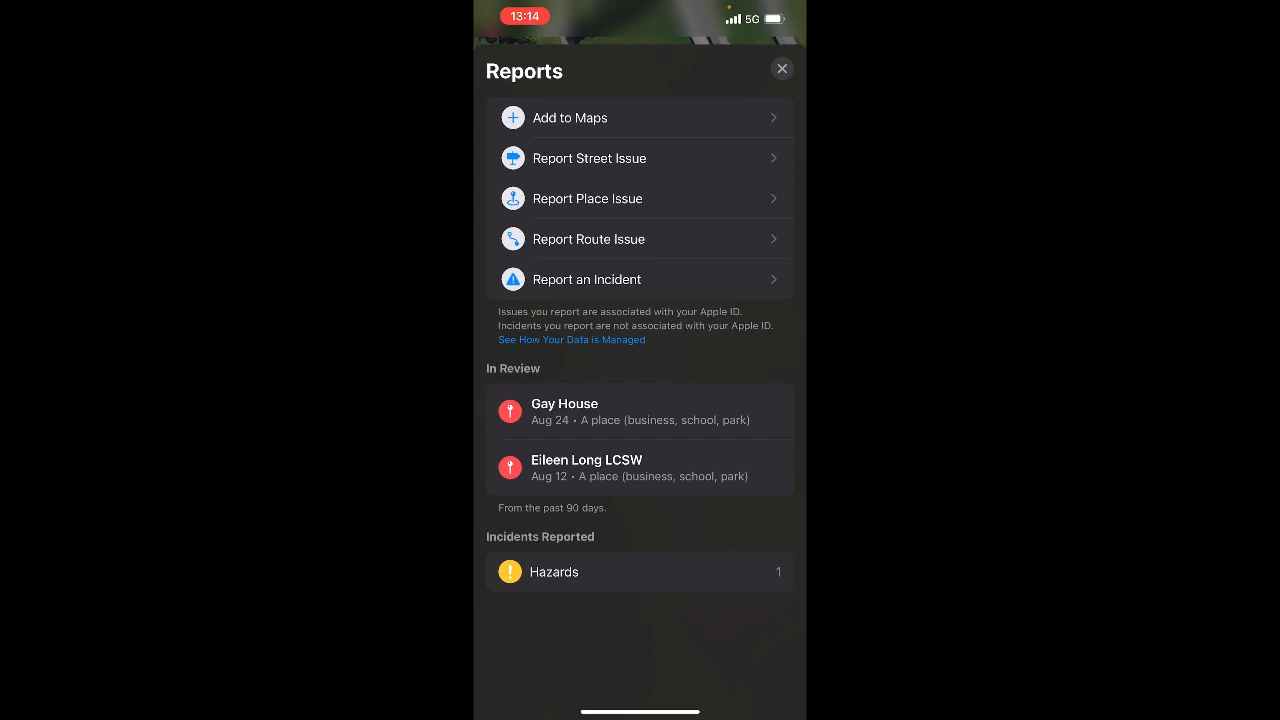 13:14
5G
Reports
Add to Maps
Report Street Issue
Report Place Issue
Report Route Issue
Report an Incident
Issues you report are associated with your Apple ID.
Incidents you report are not associated with your Apple ID.
See How Your Data is Managed
In Review
Gay House
Aug 24 • A place (business, school, park)
Eileen Long LCSW
Aug 12 • A place (business, school, park)
From the past 90 days.
Incidents Reported
Hazards 1